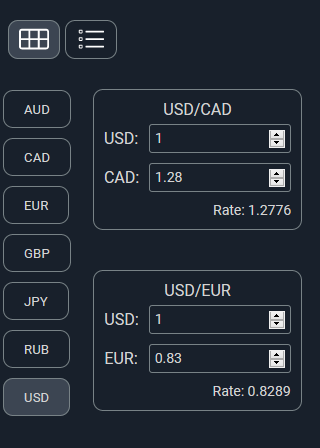 AUD
CAD
EUR
GBP
JPY
RUB
USD
USD/CAD
USD: 1
CAD: 1.28
Rate: 1.2776
USD/EUR
USD: 1
EUR: 0.83
Rate: 0.8289